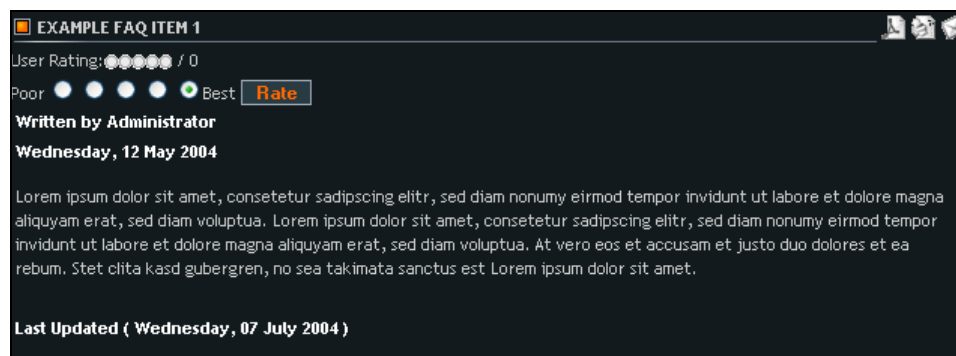 EXAMPLE FAQ ITEM 1
User Rating: / 0
Poor Best Rate
Written by Administrator
Wednesday, 12 May 2004
Lorem ipsum dolor sit amet, consetetur sadipscing elitr, sed diam nonumy eirmod tempor invidunt ut labore et dolore magna
aliquyam erat, sed diam voluptua. Lorem ipsum dolor sit amet, consetetur sadipscing elitr, sed diam nonumy eirmod tempor
invidunt ut labore et dolore magna aliquyam erat, sed diam voluptua. At vero eos et accusam et justo duo dolores et ea
rebum. Stet clita kasd gubergren, no sea takimata sanctus est Lorem ipsum dolor sit amet.
Last Updated ( Wednesday, 07 July 2004 )